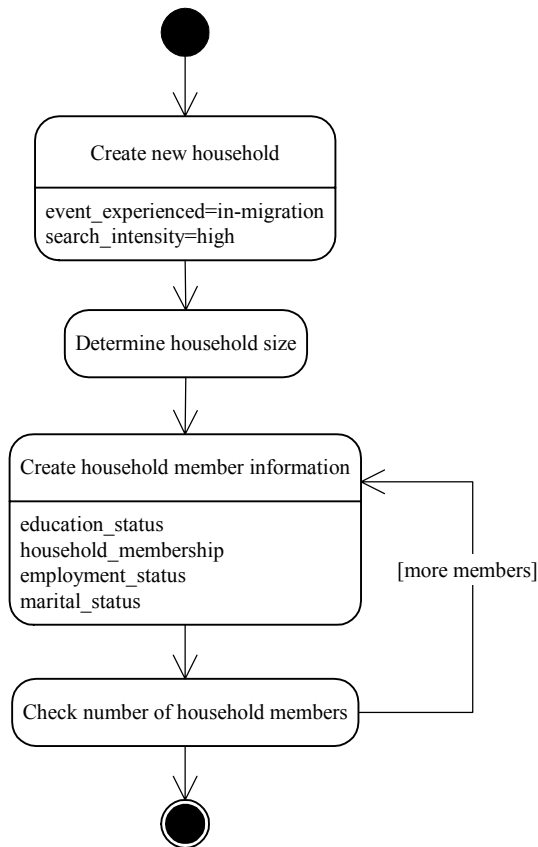 Create new household
event_experienced=in-migration
search_intensity=high
Determine household size
Create household member information
education_status
household_membership
employment_status
marital_status
[more members]
Check number of household members